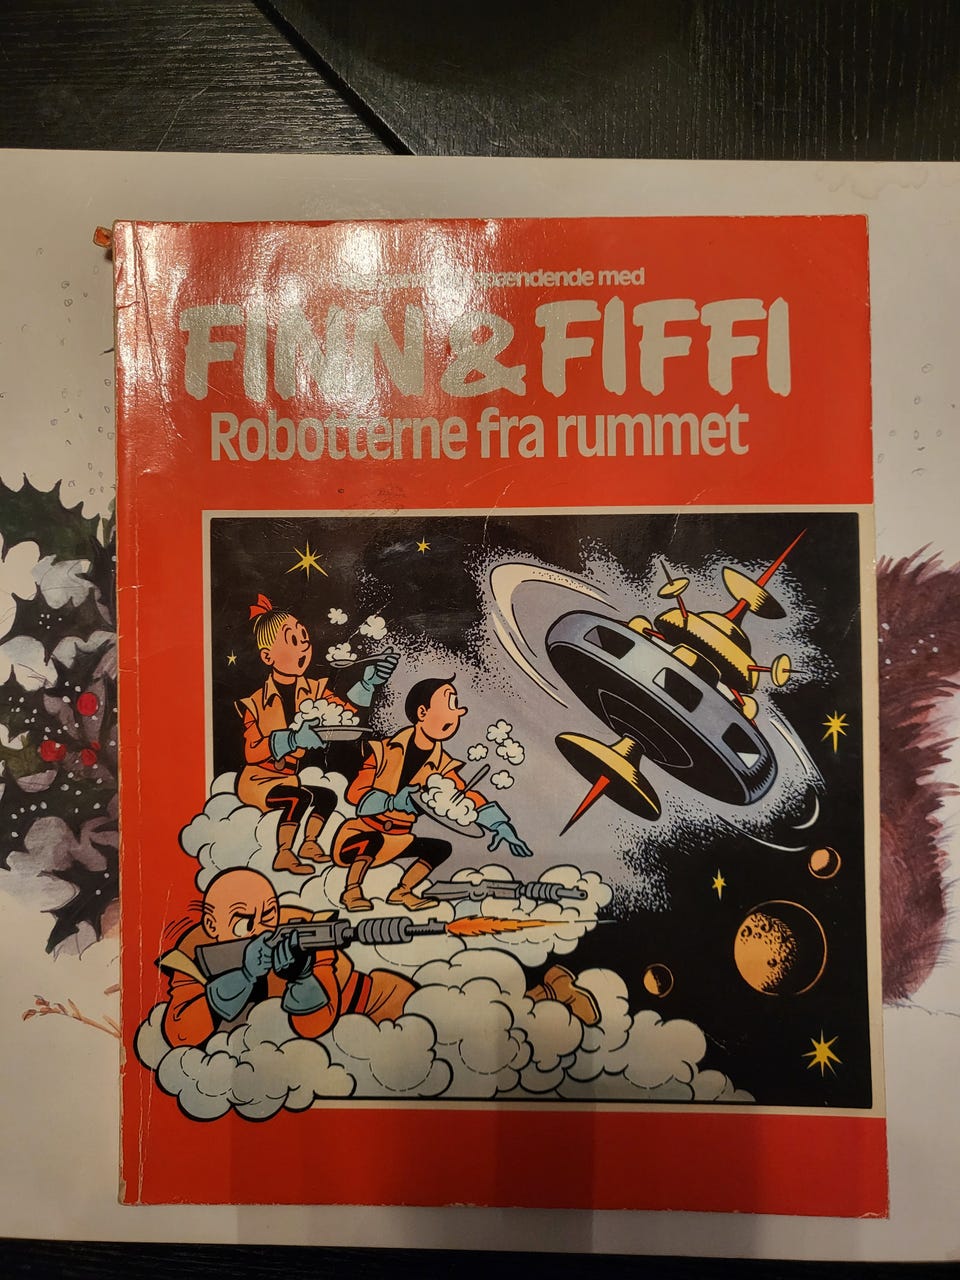 spændende med
FINN & FIFFI
Robotterne fra rummet